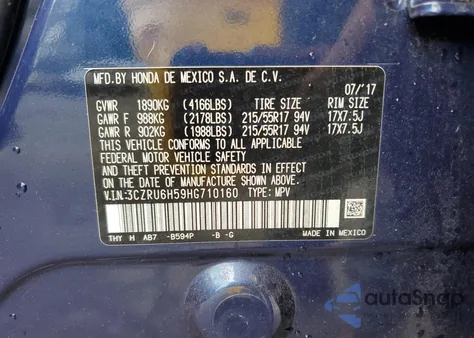 MFD.BY HONDA DE MEXICO S.A. DE C.V.
07/'17
GVWR 1890KG (4166LBS) TIRE SIZE RIM SIZE
GAWR F 988KG (2178LBS) 215/55R17 94V 17X7.5J
GAWR R 902KG (1988LBS) 215/55R17 94V 17X7.5J
THIS VEHICLE CONFORMS TO ALL APPLICABLE
FEDERAL MOTOR VEHICLE SAFETY AND
THEFT PREVENTION STANDARDS IN EFFECT ON
THE DATE OF MANUFACTURE SHOWN ABOVE.
V.I.N:3CZRU6H59HG710160 TYPE: MPV
THY H AB7 -B594P -B -G
MADE IN MEXICO
autoSnap